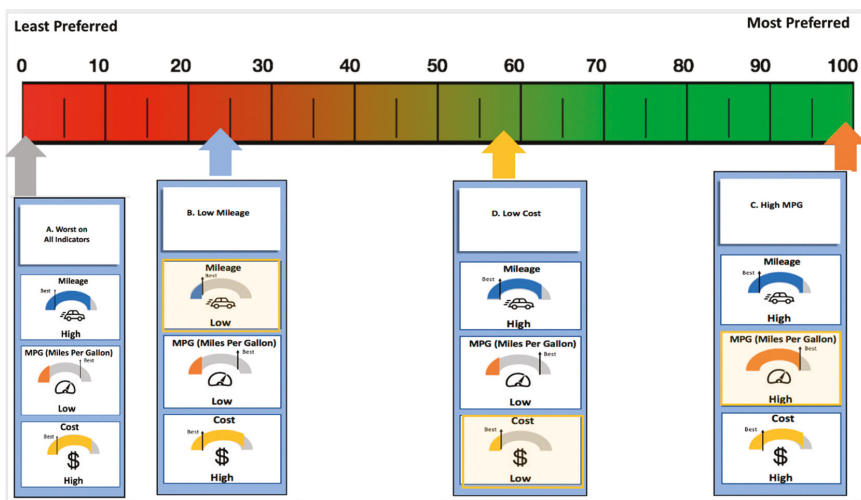 Least Preferred
Most Preferred
0 10 20 30 40 50 60 70 80 90 100
A. Worst on
All Indicators
Mileage
Best
High
MPG (Miles Per Gallon)
Best
Low
Cost
Best
$
High
B. Low Mileage
Mileage
Best
Low
MPG (Miles Per Gallon)
Best
Low
Cost
Best
$
High
D. Low Cost
Mileage
Best
High
MPG (Miles Per Gallon)
Best
Low
Cost
Best
$
Low
C. High MPG
Mileage
Best
High
MPG (Miles Per Gallon)
Best
High
Cost
Best
$
High